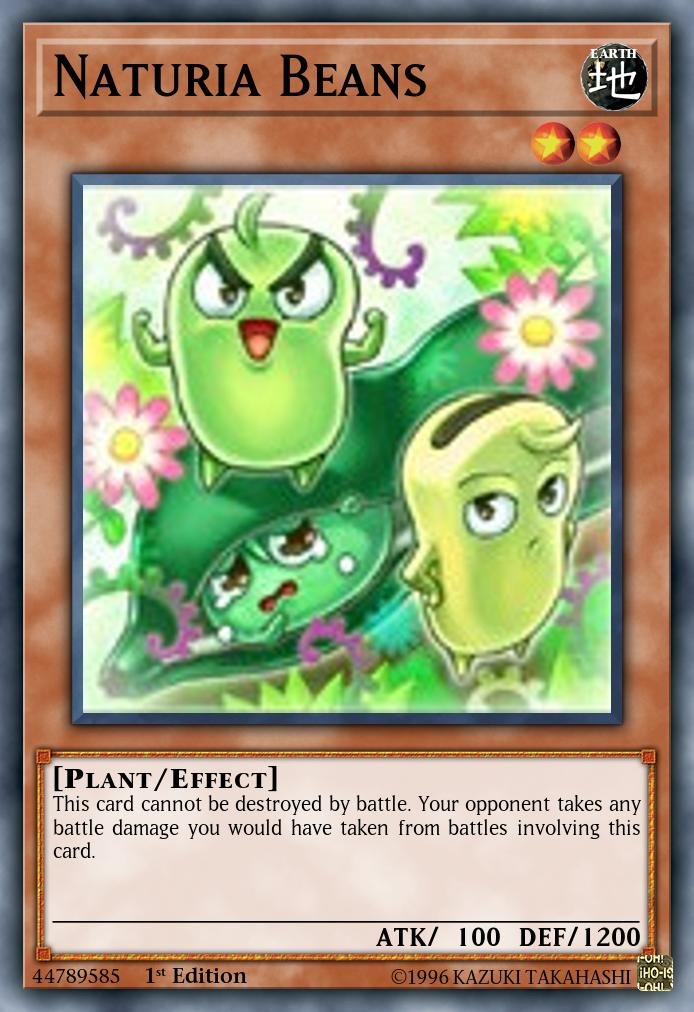 NATURIA BEANS
EARTH
地
[PLANT/EFFECT]
This card cannot be destroyed by battle. Your opponent takes any
battle damage you would have taken from battles involving this
card.
ATK/ 100 DEF/1200
44789585 1st Edition ©1996 KAZUKI TAKAHASHI